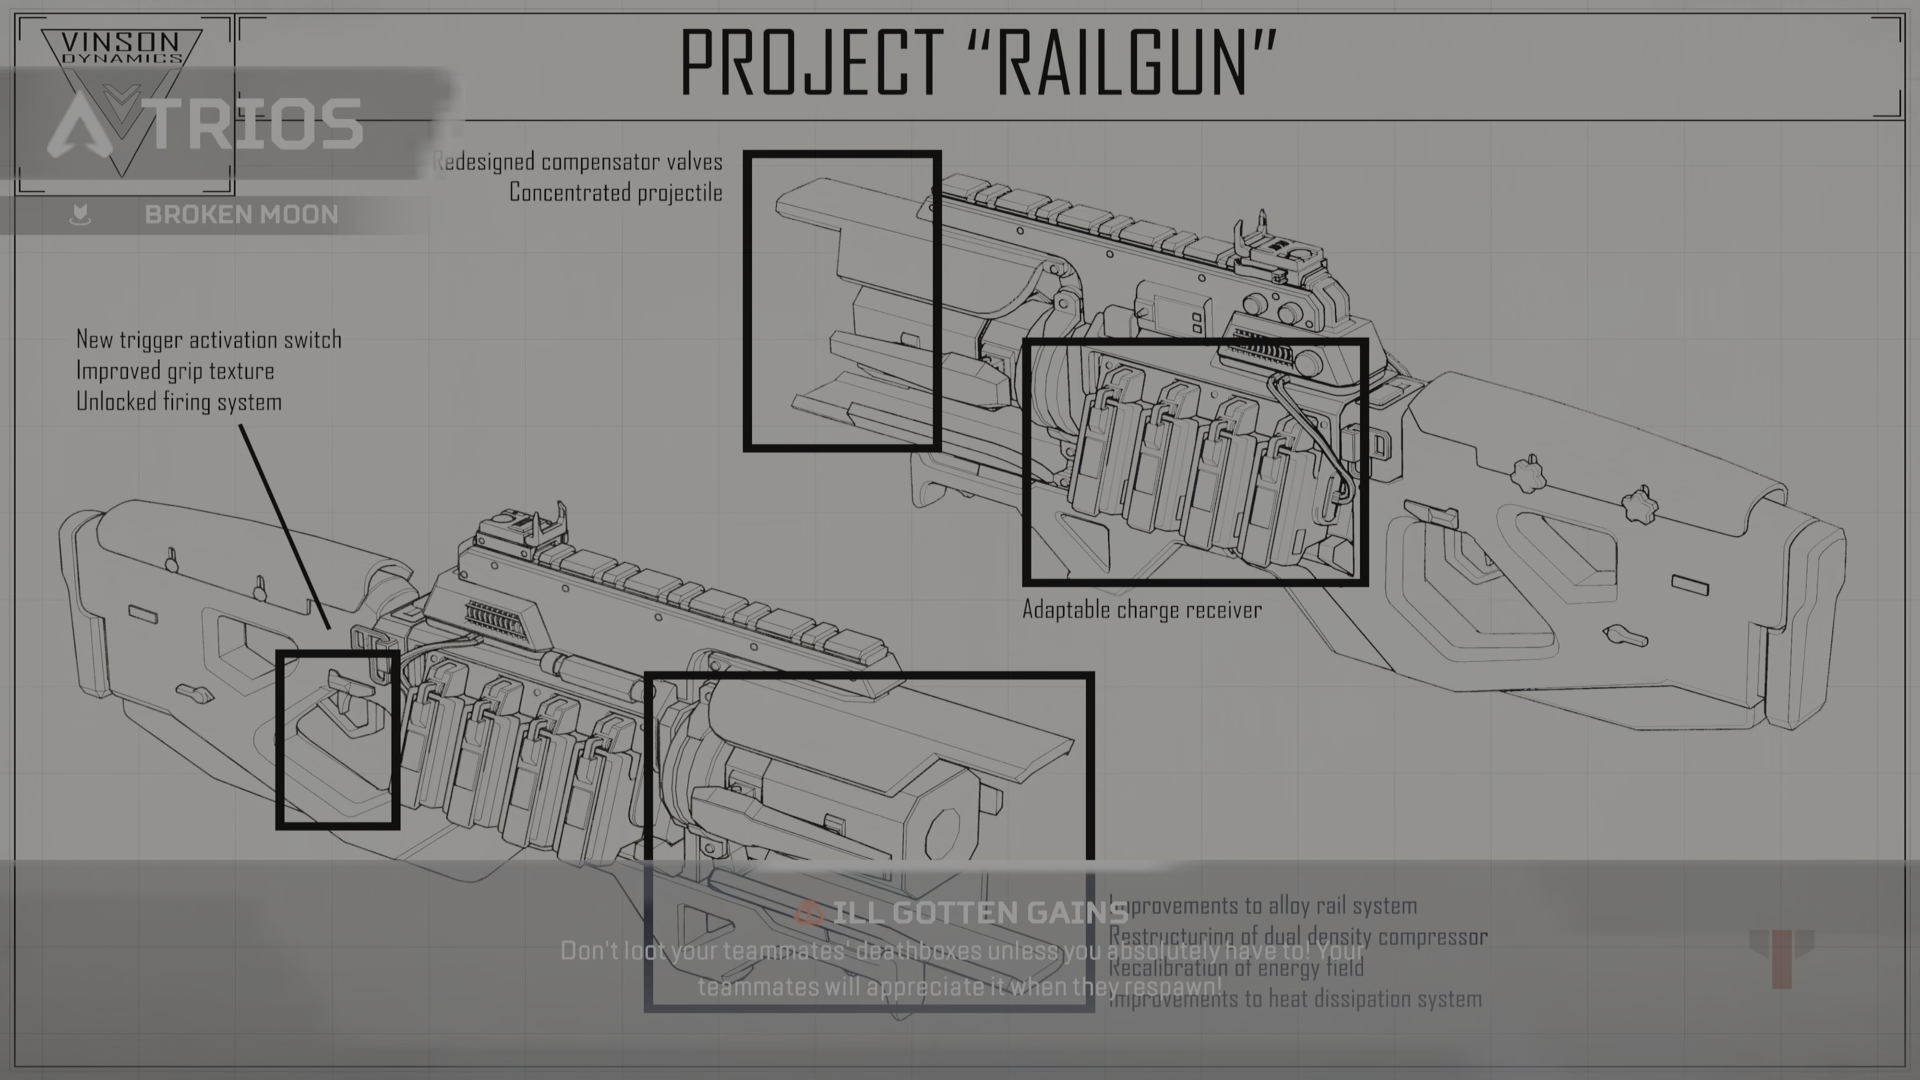 VINSON
DYNAMICS
PROJECT “RAILGUN”
TRIOS
BROKEN MOON
Redesigned compensator valves
Concentrated projectile
New trigger activation switch
Improved grip texture
Unlocked firing system
Adaptable charge receiver
ILL GOTTEN GAINS
Don't loot your teammates' deathboxes unless you absolutely have to! Your
teammates will appreciate it when they respawn!
Improvements to alloy rail system
Restructuring of dual density compressor
Recalibration of energy field
Improvements to heat dissipation system